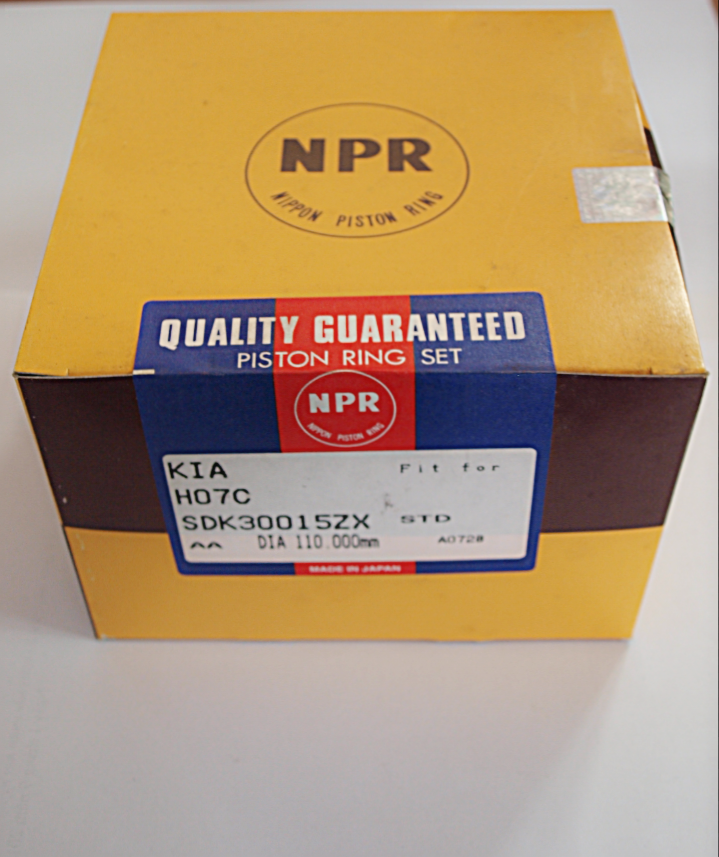 NPR
NIPPON PISTON RING
QUALITY GUARANTEED
PISTON RING SET
NPR
NIPPON PISTON RING
KIA Fit for
H07C
SDK30015ZX STD
AA DIA 110.000mm A0728
MADE IN JAPAN